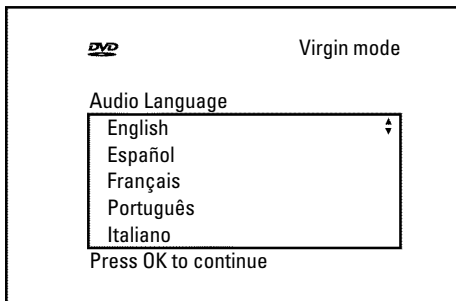 DVD Virgin mode
Audio Language
English
Español
Français
Português
Italiano
Press OK to continue